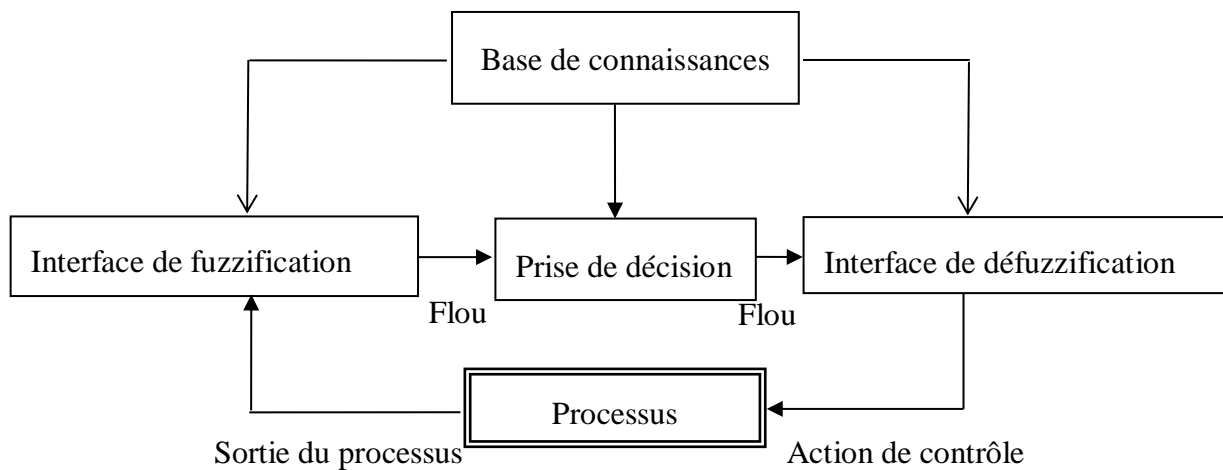 Base de connaissances
Interface de fuzzification
Prise de décision
Interface de défuzzification
Flou
Flou
Processus
Sortie du processus
Action de contrôle